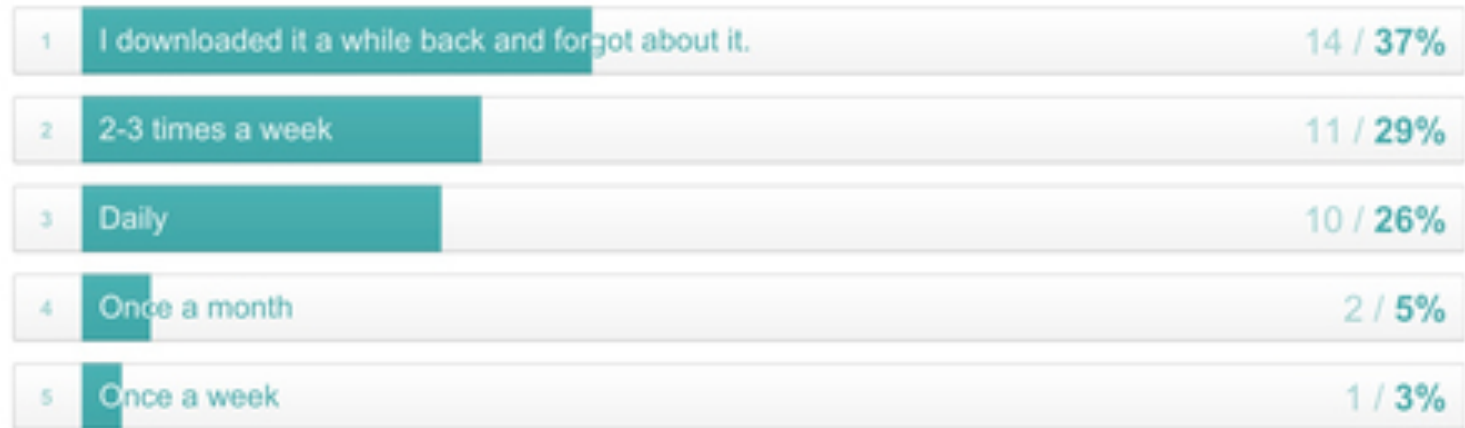 1 I downloaded it a while back and forgot about it. 14 / 37%
2 2-3 times a week 11 / 29%
3 Daily 10 / 26%
4 Once a month 2 / 5%
5 Once a week 1 / 3%